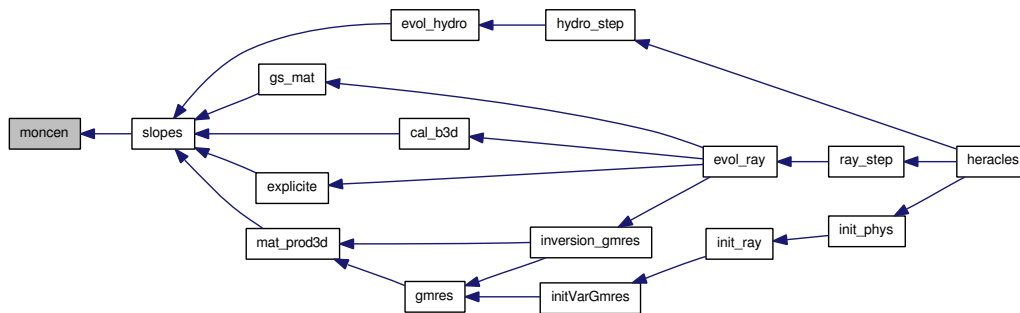 moncen
slopes
evol_hydro
hydro_step
gs_mat
cal_b3d
explicite
mat_prod3d
gmres
inversion_gmres
initVarGmres
evol_ray
init_ray
ray_step
init_phys
heracles